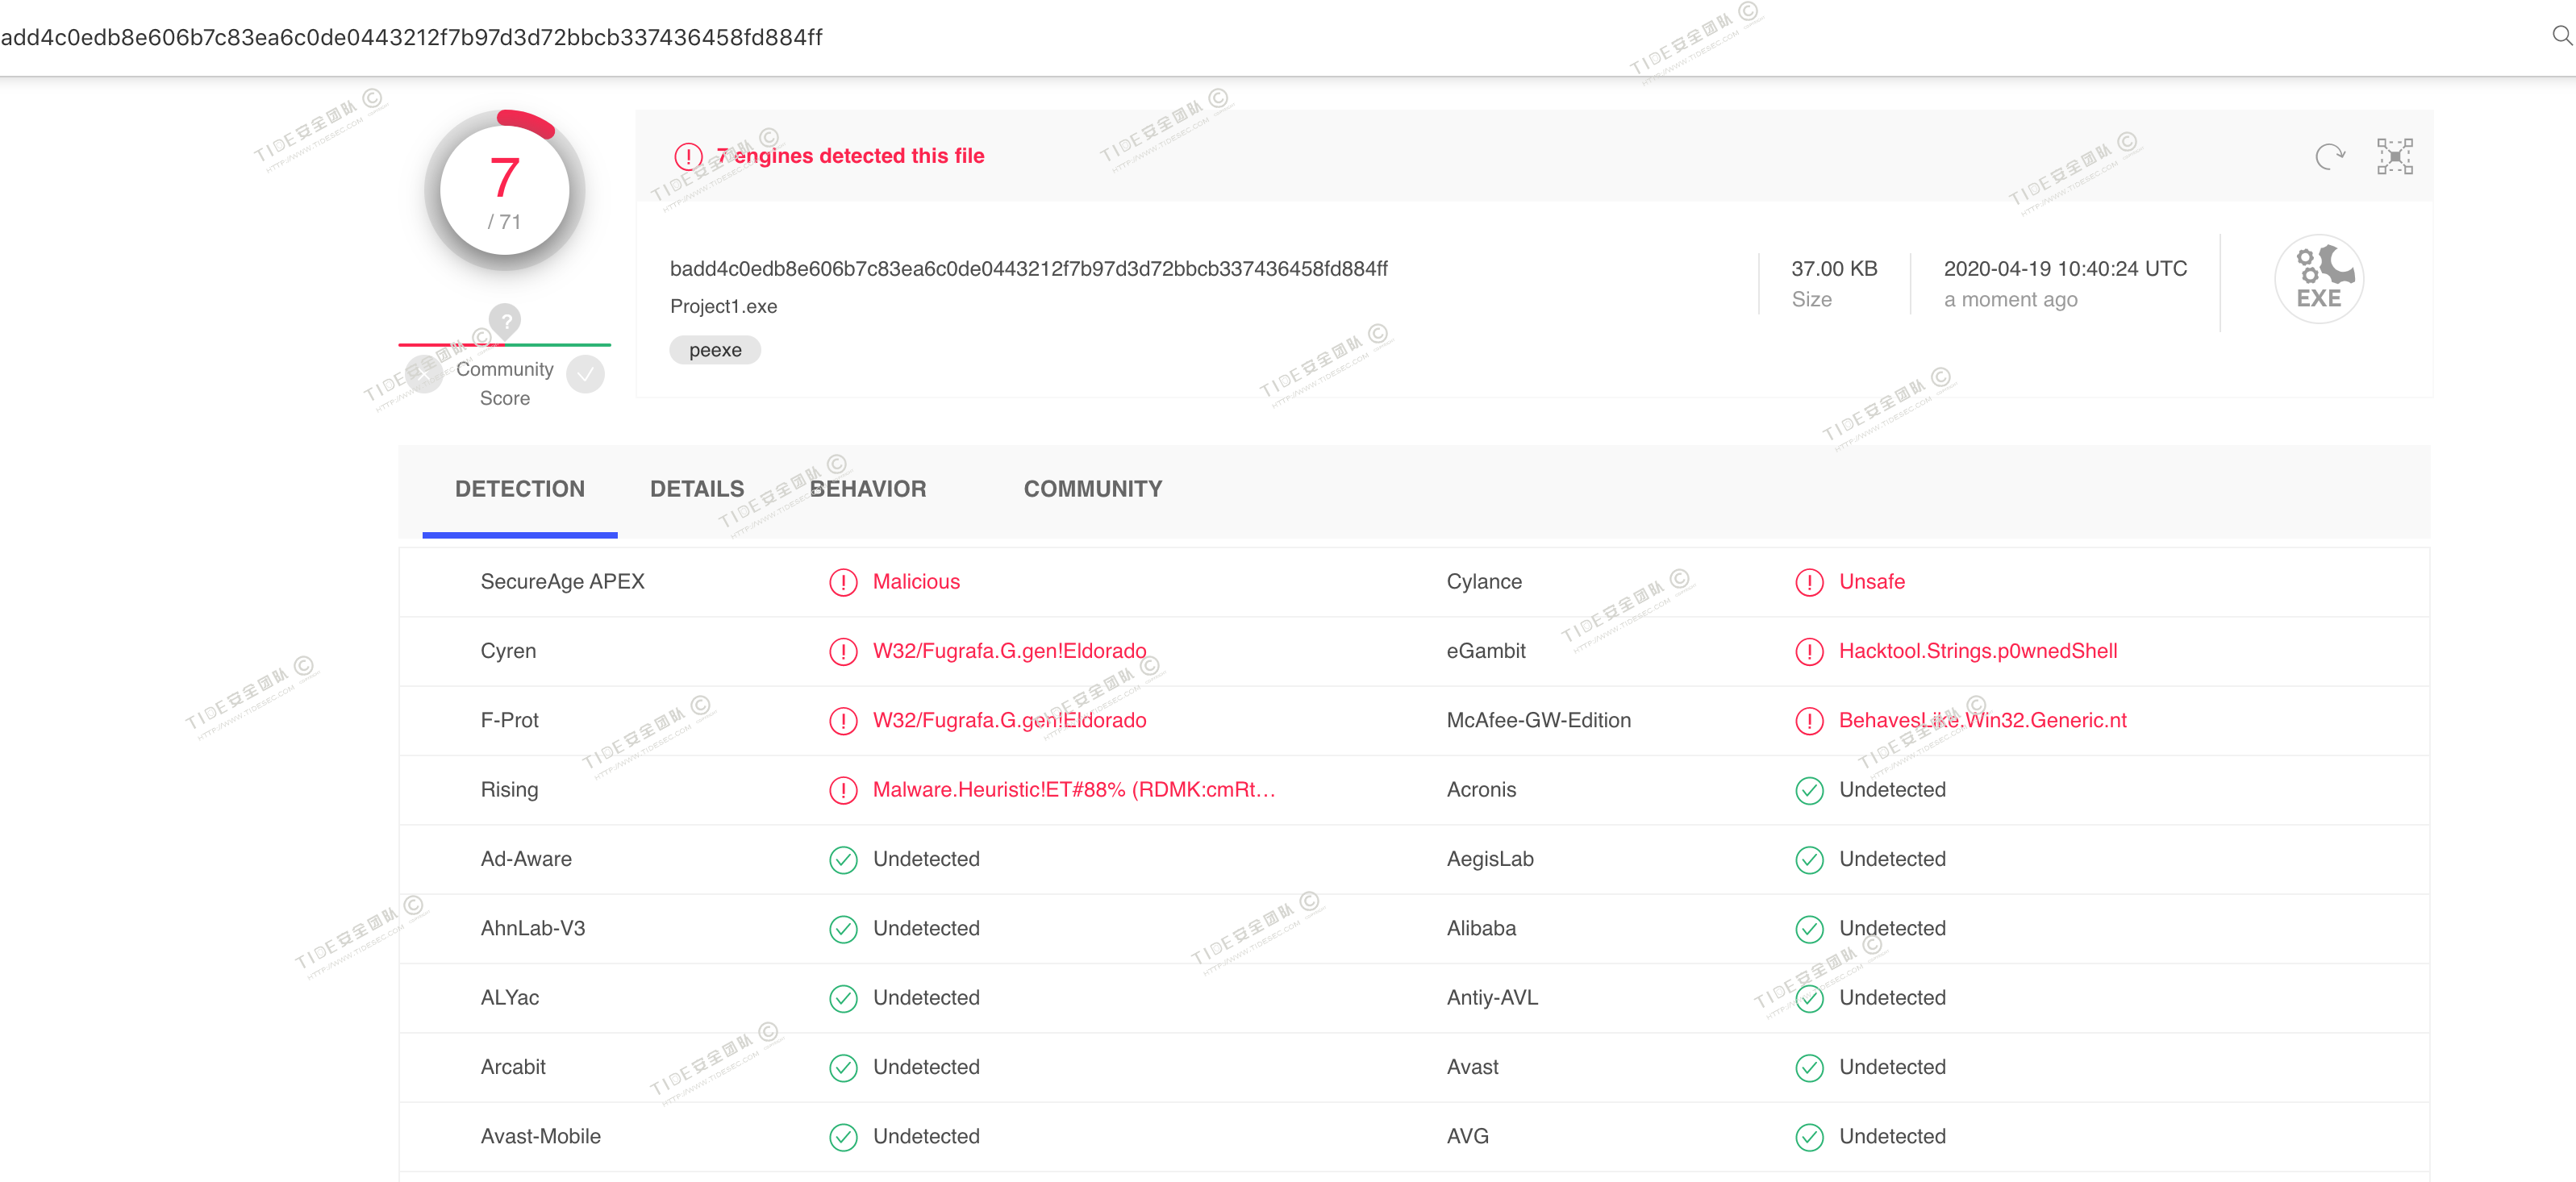 add4c0edb8e606b7c83ea6c0de0443212f7b97d3d72bbcb337436458fd884ff
7
/ 71
?
Community
Score
7 engines detected this file
badd4c0edb8e606b7c83ea6c0de0443212f7b97d3d72bbcb337436458fd884ff
Project1.exe
peexe
37.00 KB
Size
2020-04-19 10:40:24 UTC
a moment ago
EXE
DETECTION DETAILS BEHAVIOR COMMUNITY
SecureAge APEX Malicious Cylance Unsafe
Cyren W32/Fugrafa.G.gen!Eldorado eGambit Hacktool.Strings.p0wnedShell
F-Prot W32/Fugrafa.G.gen!Eldorado McAfee-GW-Edition BehavesLike.Win32.Generic.nt
Rising Malware.Heuristic!ET#88% (RDMK:cmRt… Acronis Undetected
Ad-Aware Undetected AegisLab Undetected
AhnLab-V3 Undetected Alibaba Undetected
ALYac Undetected Antiy-AVL Undetected
Arcabit Undetected Avast Undetected
Avast-Mobile Undetected AVG Undetected
TIDE安全团队 ©
HTTP://WWW.TIDESEC.COM